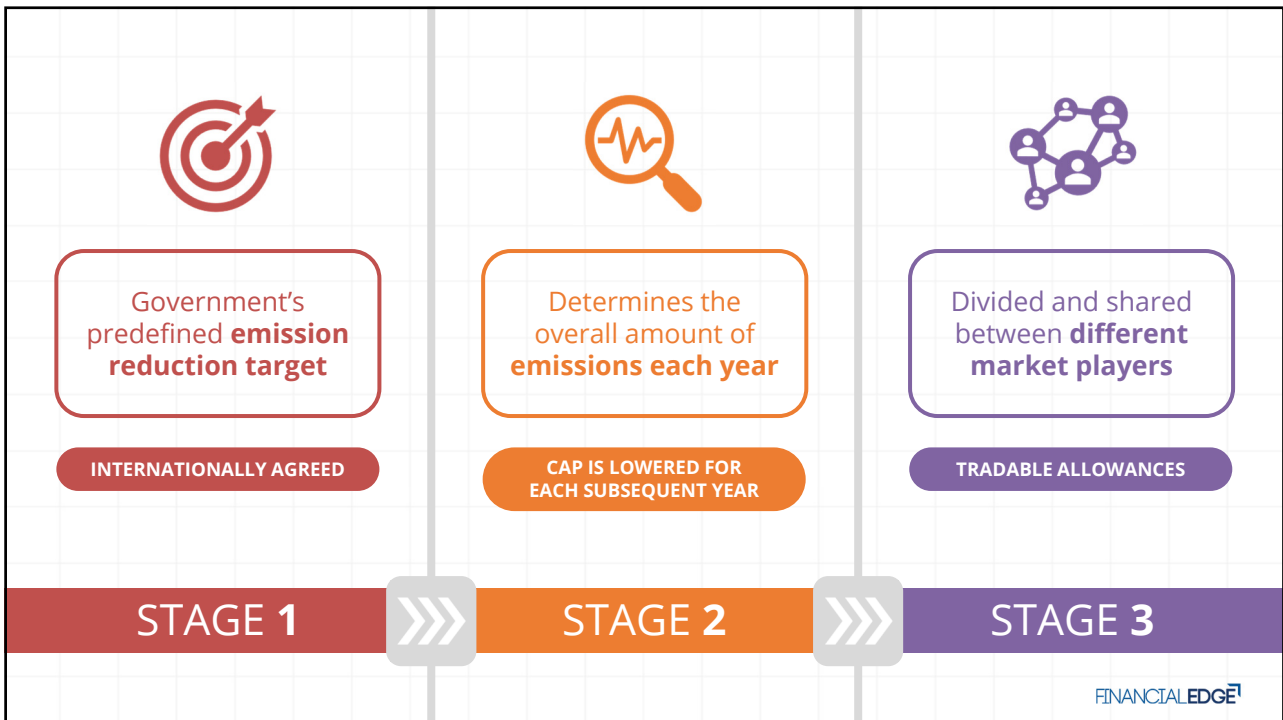 Government’s
predefined emission
reduction target
INTERNATIONALLY AGREED
STAGE 1
Determines the
overall amount of
emissions each year
CAP IS LOWERED FOR
EACH SUBSEQUENT YEAR
STAGE 2
Divided and shared
between different
market players
TRADABLE ALLOWANCES
STAGE 3
FINANCIALEDGE